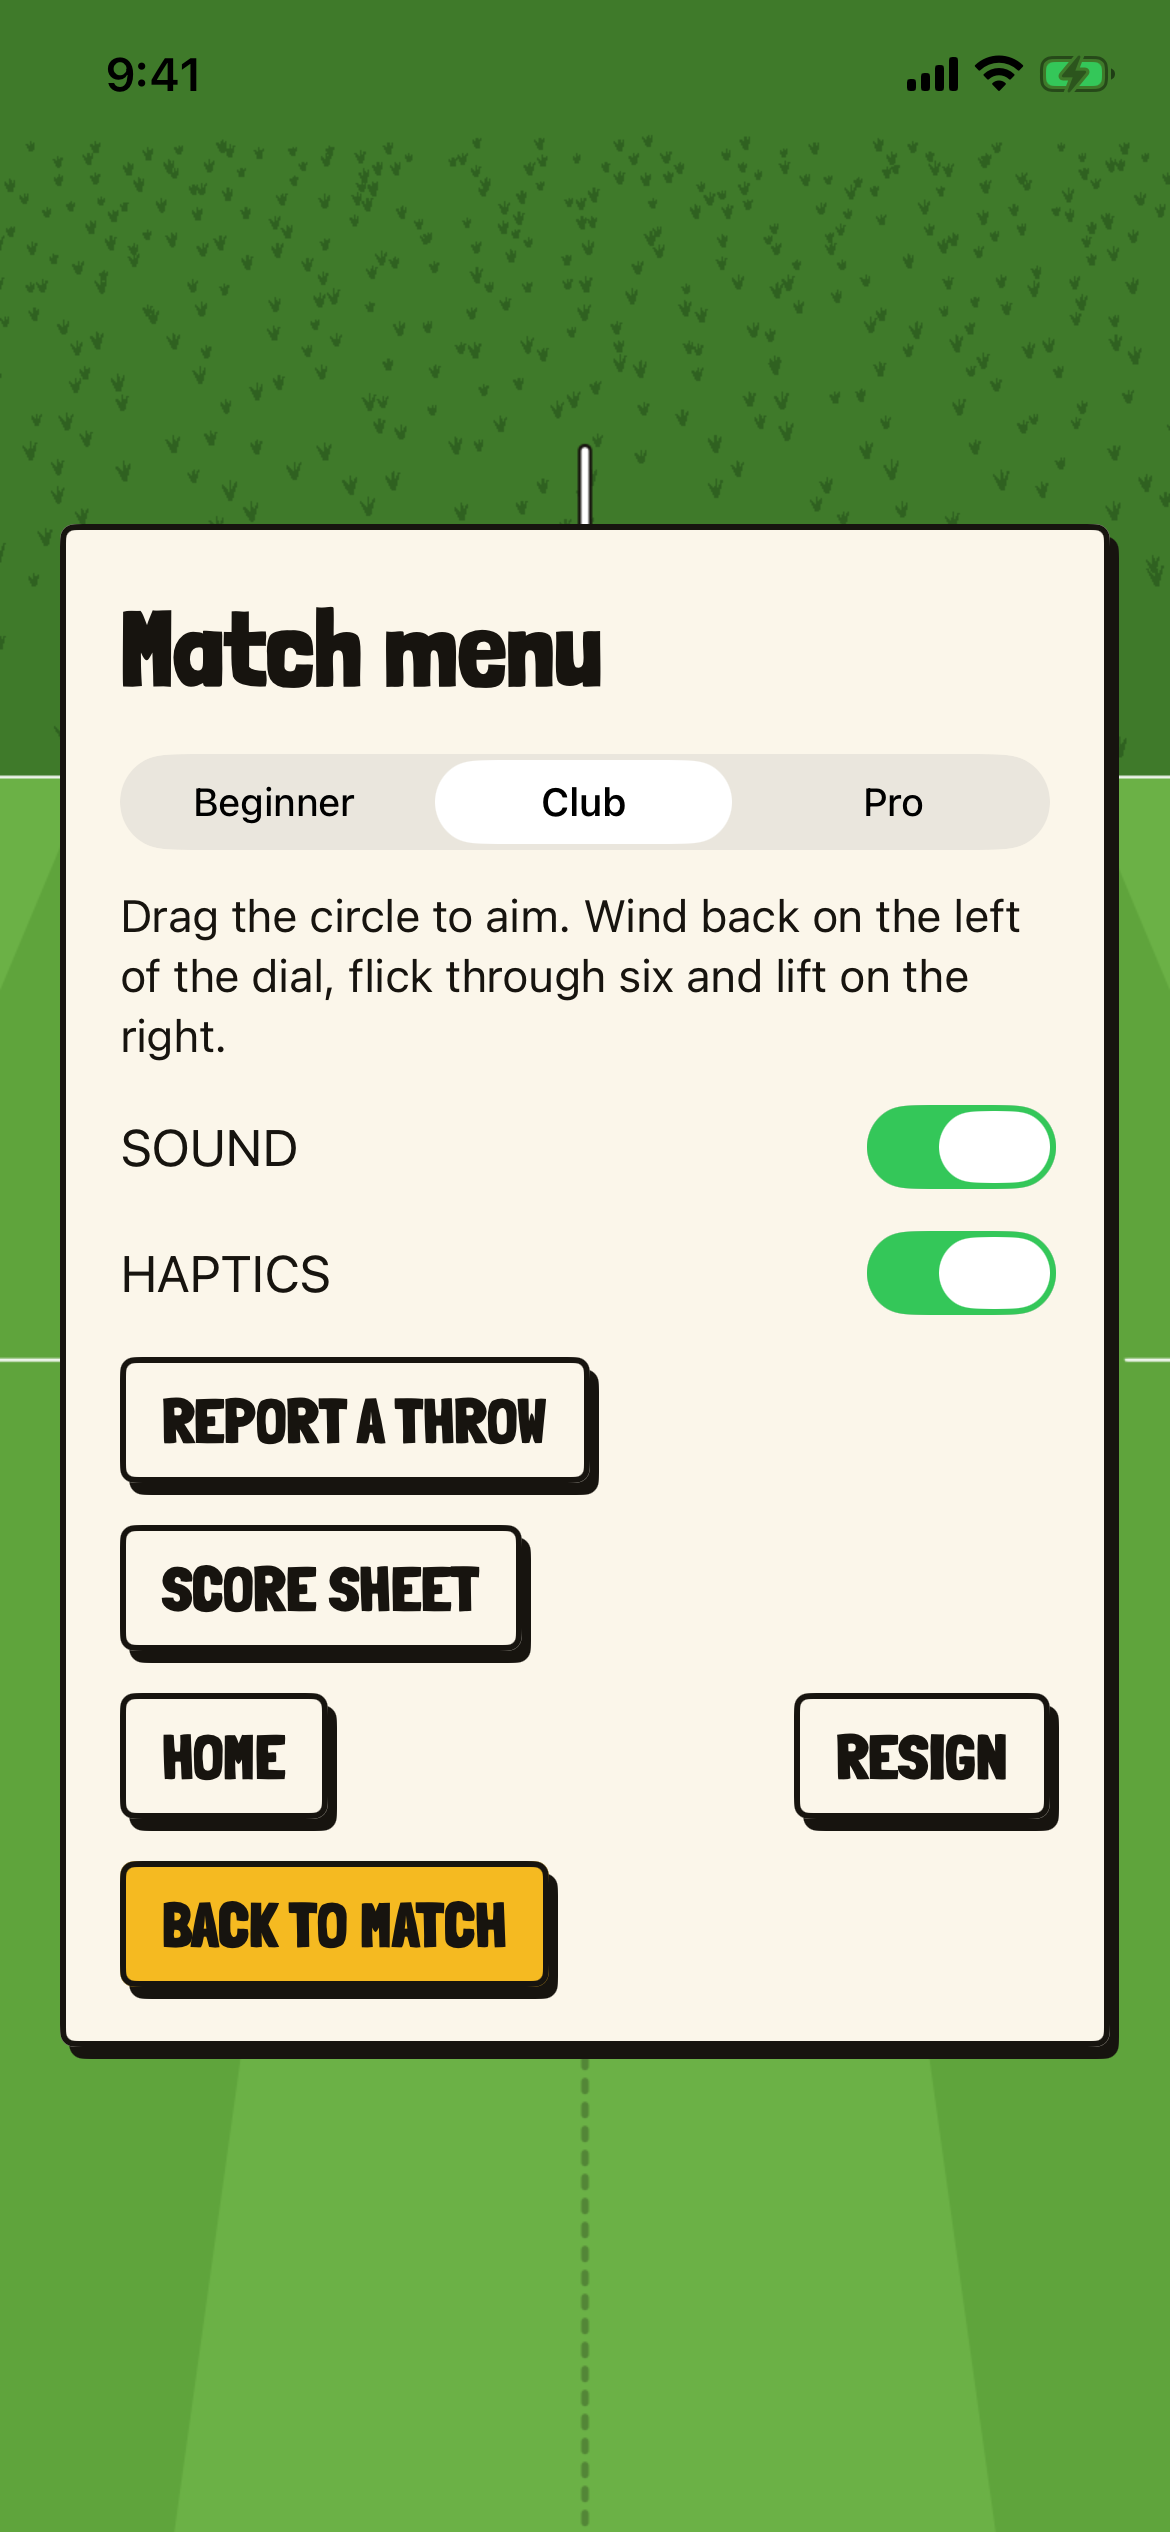 9:41
Match menu
Beginner Club Pro
Drag the circle to aim. Wind back on the left
of the dial, flick through six and lift on the
right.
SOUND
HAPTICS
REPORT A THROW
SCORE SHEET
HOME RESIGN
BACK TO MATCH